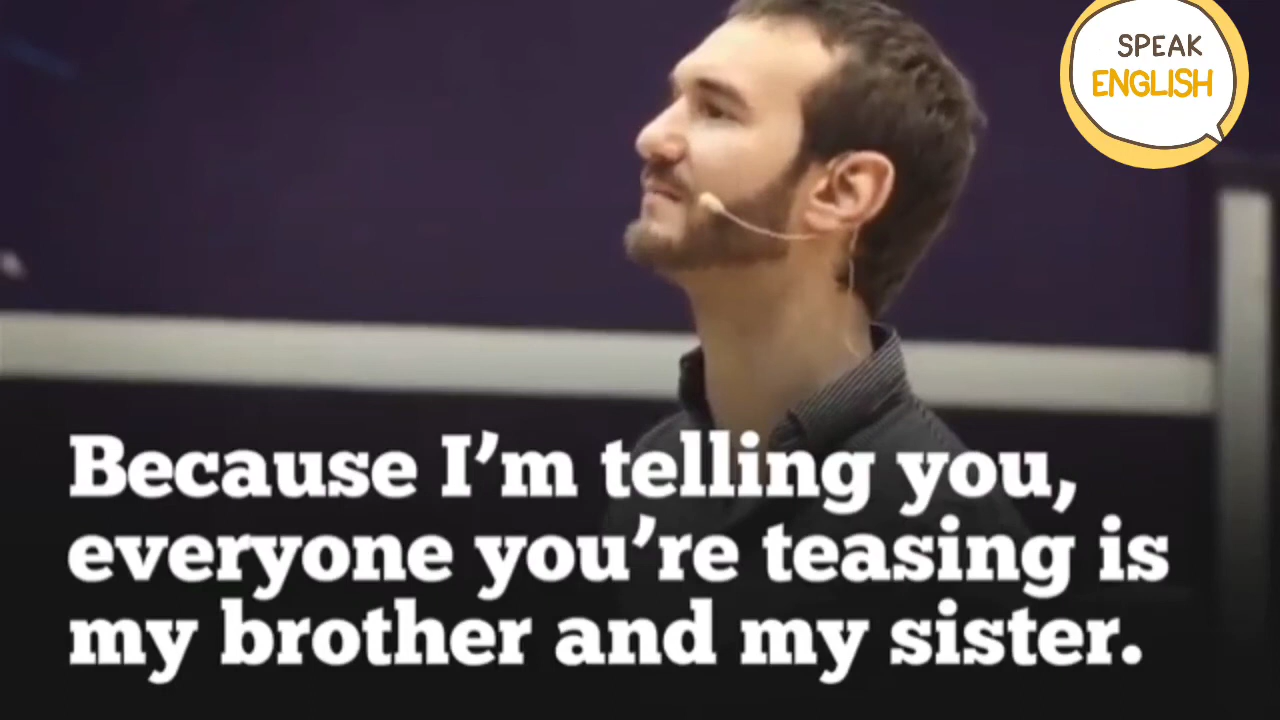 SPEAK
ENGLISH
Because I’m telling you,
everyone you’re teasing is
my brother and my sister.